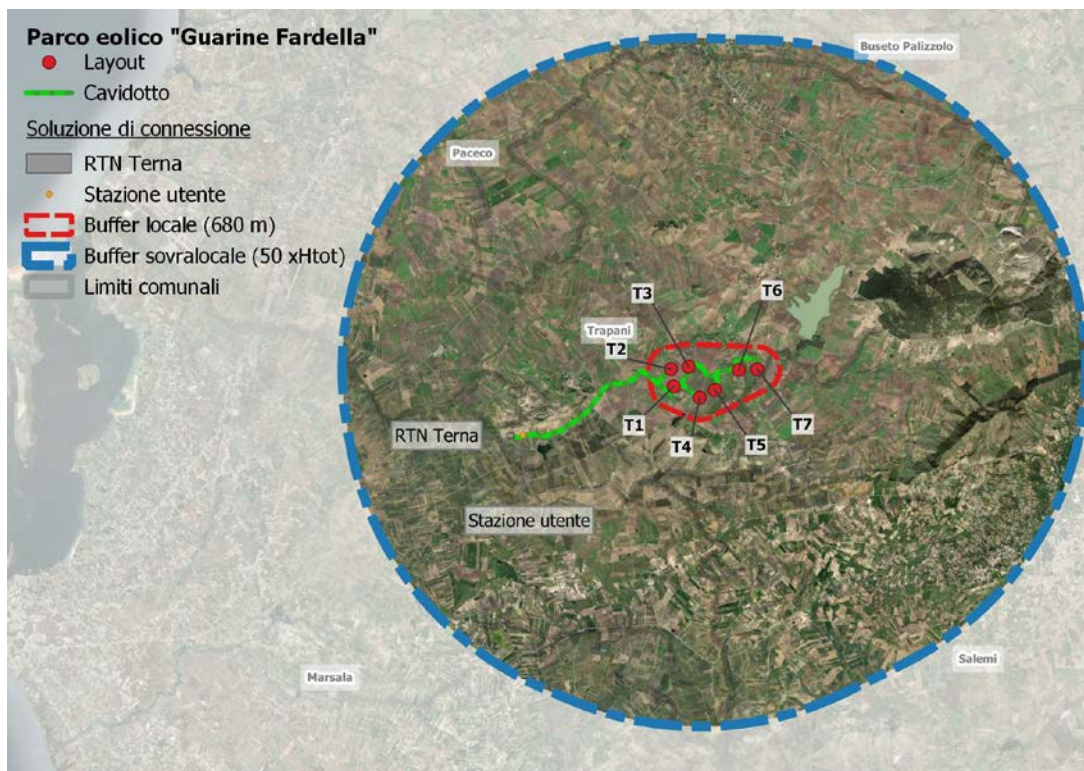 Parco eolico "Guarine Fardella"
Layout
Cavidotto
Soluzione di connessione
RTN Terna
Stazione utente
Buffer locale (680 m)
Buffer sovralocale (50 xHtot)
Limiti comunali
Buseto Palizzolo
Paceco
T3
T6
Trapani
T2
T1
T4
T5
T7
RTN Terna
Stazione utente
Salemi
Marsala